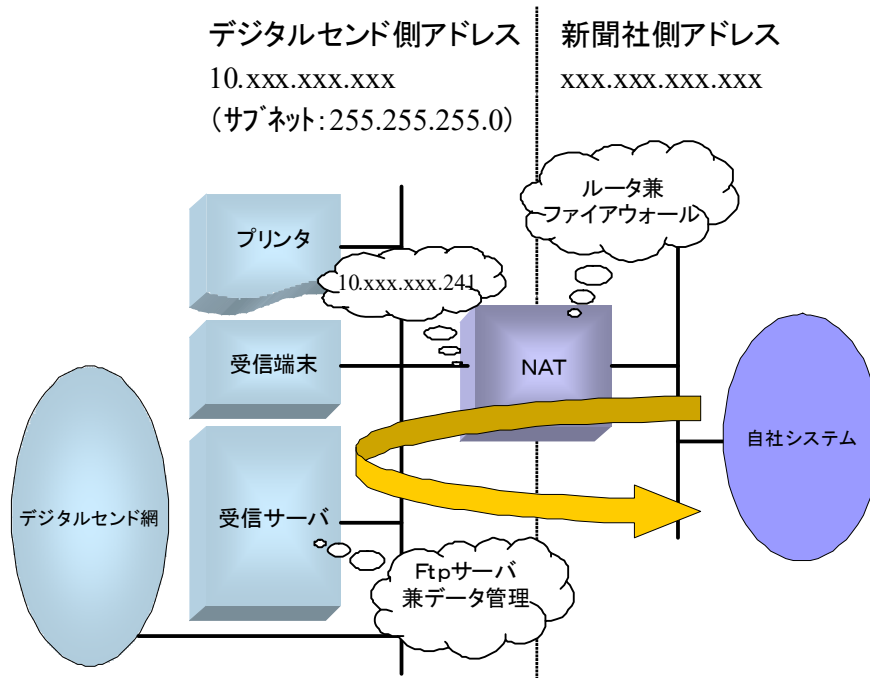 デジタルセンド側アドレス
10.xxx.xxx.xxx
(サブネット:255.255.255.0)
新聞社側アドレス
xxx.xxx.xxx.xxx
ルータ兼
ファイアウォール
プリンタ
10.xxx.xxx.241
受信端末
NAT
自社システム
デジタルセンド網
受信サーバ
Ftpサーバ
兼データ管理